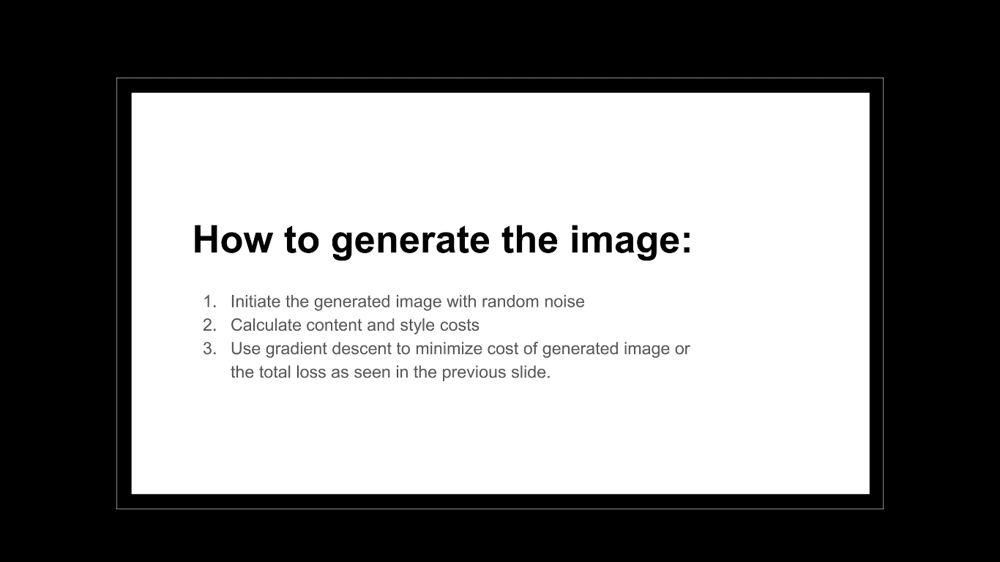 How to generate the image:
1. Initiate the generated image with random noise
2. Calculate content and style costs
3. Use gradient descent to minimize cost of generated image or
the total loss as seen in the previous slide.